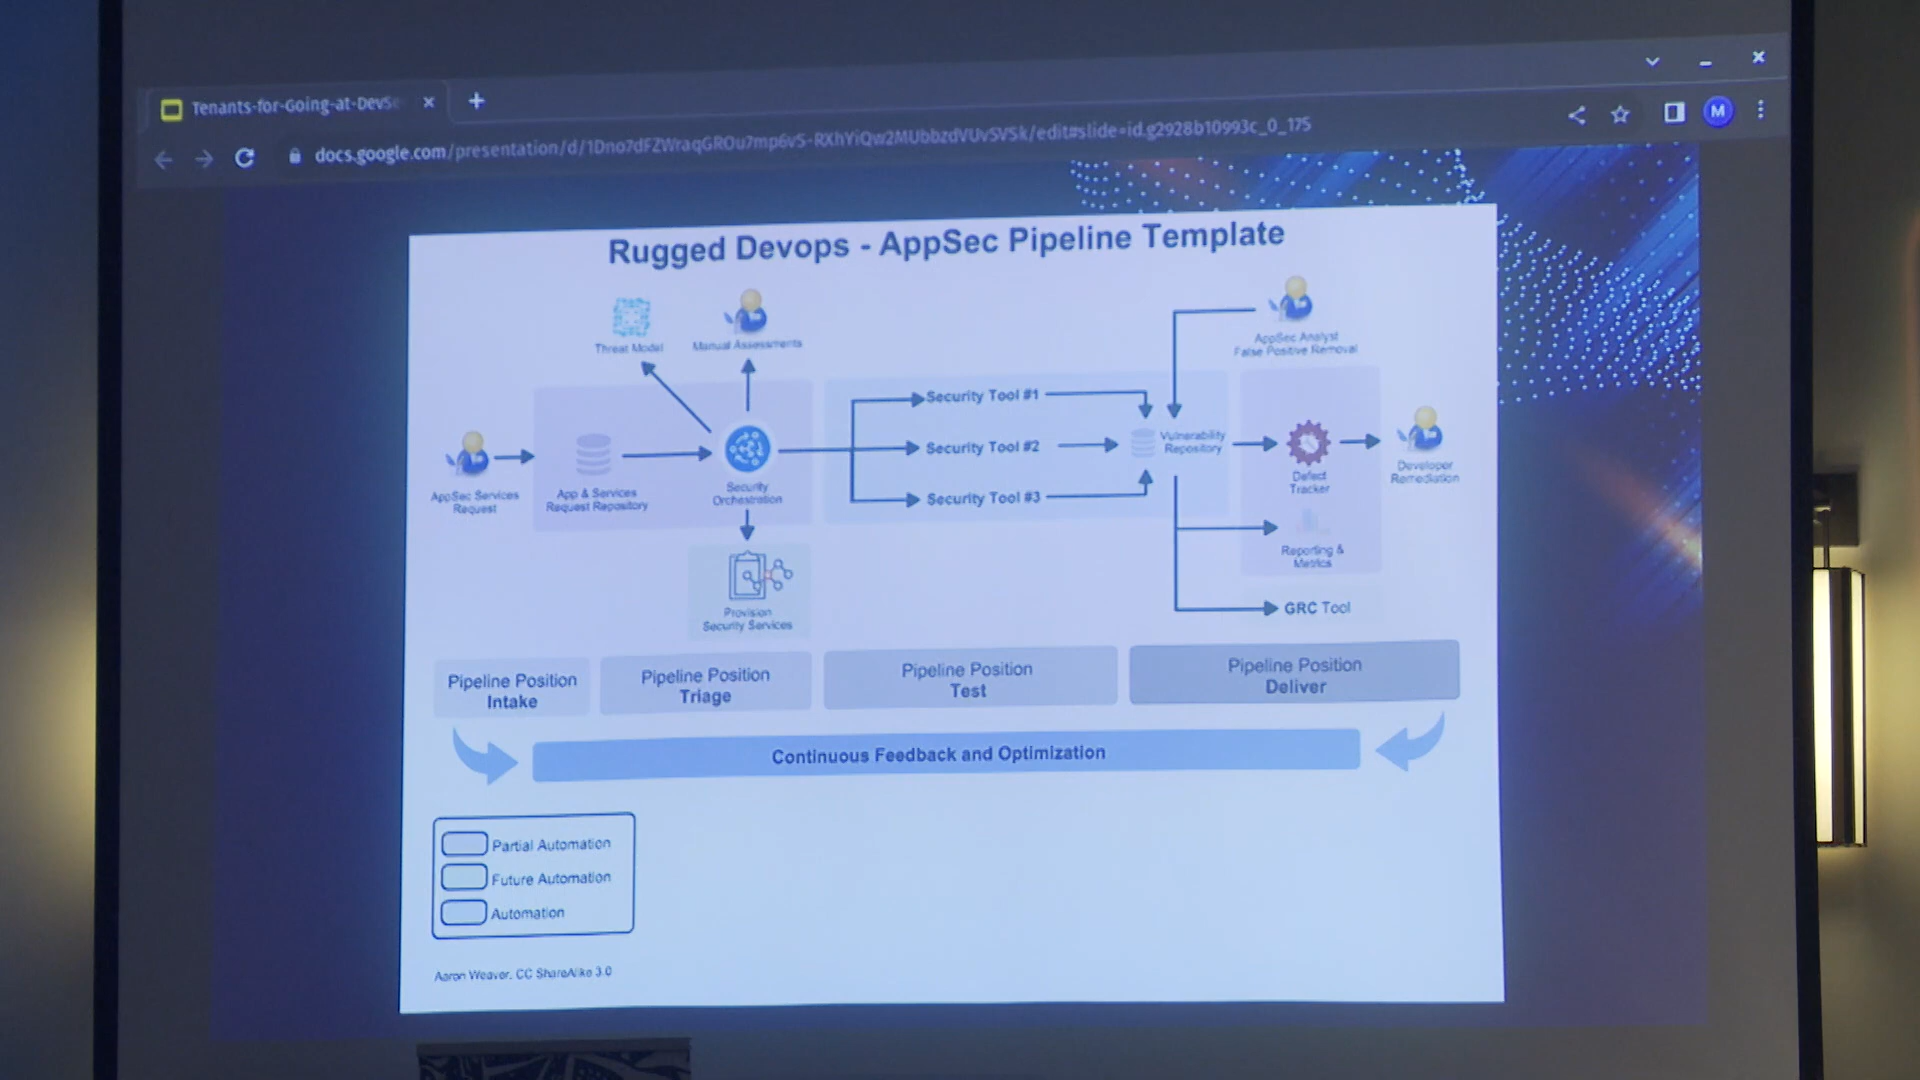 Tenants-for-Going-at-DevSe
docs.google.com/presentation/d/1Dno7dFZWraqGROu7mp6vS-RXhYiQw2MUbbzdVUvSVSk/edit#slide=id.g2928b10993c_0_175
M
Rugged Devops - AppSec Pipeline Template
Threat Model
Manual Assessments
AppSec Analyst
False Positive Removal
Security Tool #1
Security Tool #2
Security Tool #3
Vulnerability
Repository
AppSec Services
Request
App & Services
Request Repository
Security
Orchestration
Defect
Tracker
Developer
Remediation
Reporting &
Metrics
GRC Tool
Provision
Security Services
Pipeline Position
Intake
Pipeline Position
Triage
Pipeline Position
Test
Pipeline Position
Deliver
Continuous Feedback and Optimization
Partial Automation
Future Automation
Automation
Aaron Weaver. CC ShareAlike 3.0